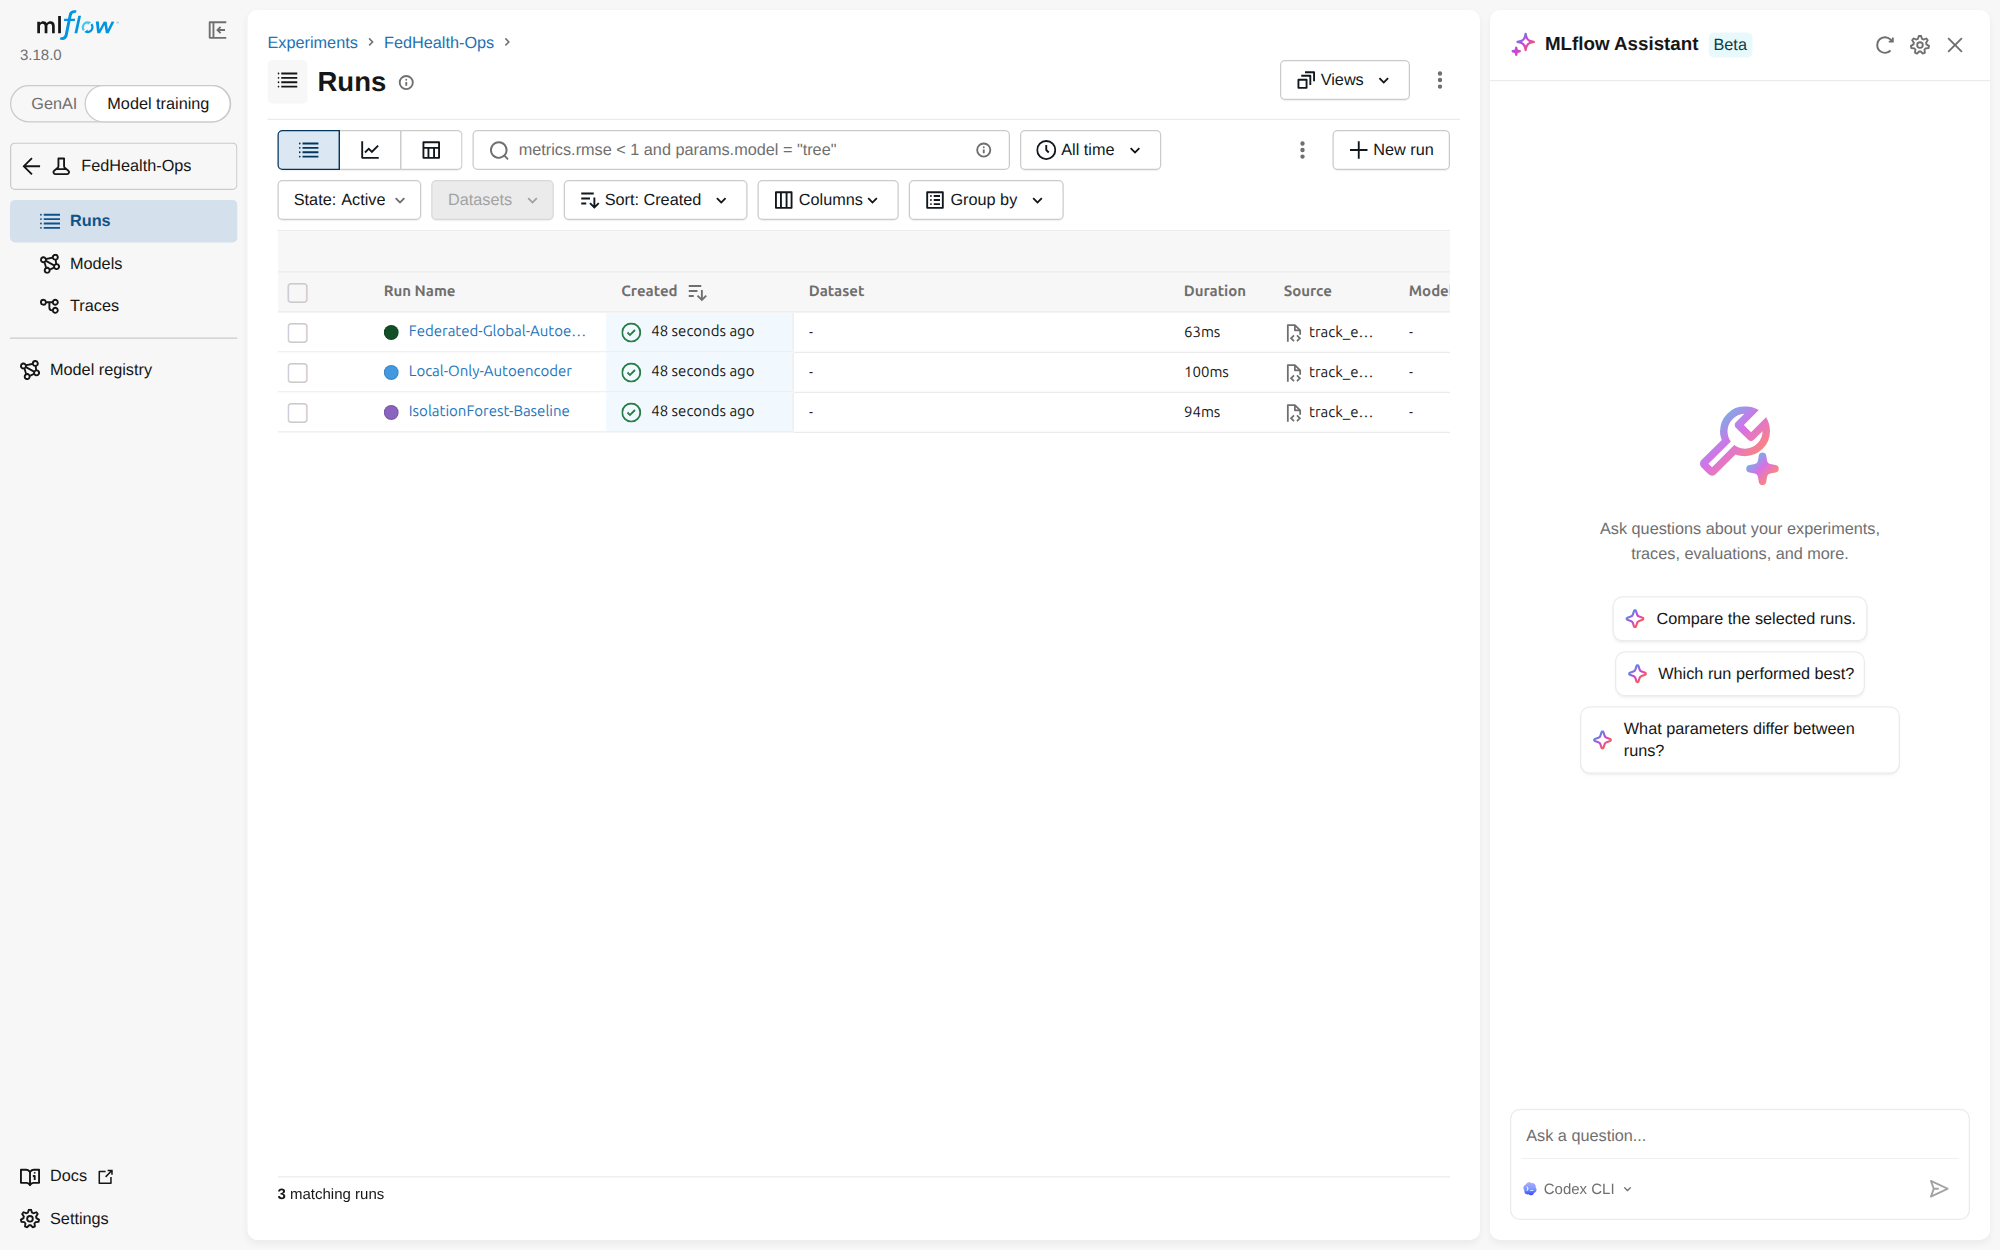 mlflow
3.18.0
GenAI
Model training
FedHealth-Ops
Runs
Models
Traces
Model registry
Docs
Settings
Experiments
FedHealth-Ops
Runs
Views
metrics.rmse < 1 and params.model = "tree"
All time
New run
State: Active
Datasets
Sort: Created
Columns
Group by
Run Name
Created
Dataset
Duration
Source
Federated-Global-Autoe...
48 seconds ago
-
63ms
track_e...
-
Local-Only-Autoencoder
48 seconds ago
-
100ms
track_e...
-
IsolationForest-Baseline
48 seconds ago
-
94ms
track_e...
-
3 matching runs
MLflow Assistant
Beta
Ask questions about your experiments,
traces, evaluations, and more.
Compare the selected runs.
Which run performed best?
What parameters differ between
runs?
Ask a question...
Codex CLI